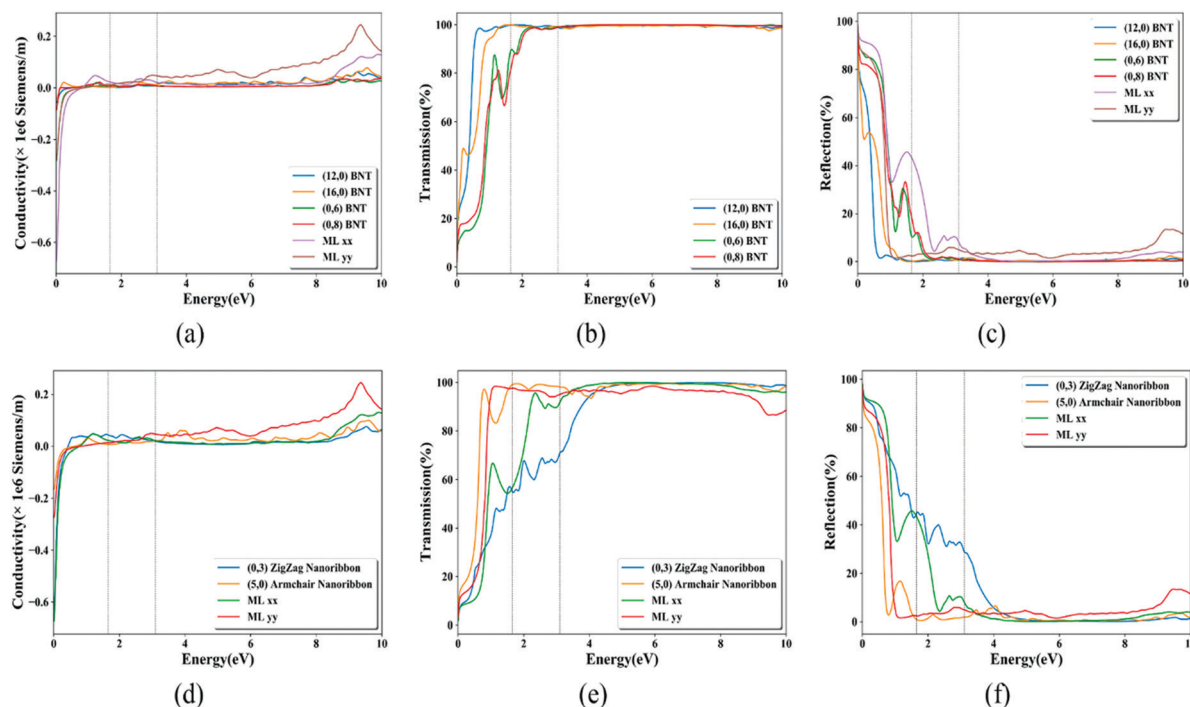 Conductivity(× 1e6 Siemens/m)
0.2
0.0
−0.2
−0.4
−0.6
(12,0) BNT
(16,0) BNT
(0,6) BNT
(0,8) BNT
ML xx
ML yy
0 2 4 6 8 10
Energy(eV)
(a)
Transmission(%)
100%
80%
60%
40%
20%
0%
(12,0) BNT
(16,0) BNT
(0,6) BNT
(0,8) BNT
0 2 4 6 8 10
Energy(eV)
(b)
Reflection(%)
100
80
60
40
20
0
(12,0) BNT
(16,0) BNT
(0,6) BNT
(0,8) BNT
ML xx
ML yy
0 2 4 6 8 10
Energy(eV)
(c)
Conductivity(× 1e6 Siemens/m)
0.2
0.0
−0.2
−0.4
−0.6
(0,3) ZigZag Nanoribbon
(5,0) Armchair Nanoribbon
ML xx
ML yy
0 2 4 6 8 10
Energy(eV)
(d)
Transmission(%)
100
80
60
40
20
0
(0,3) ZigZag Nanoribbon
(5,0) Armchair Nanoribbon
ML xx
ML yy
0 2 4 6 8 10
Energy(eV)
(e)
Reflection(%)
100
80
60
40
20
0
(0,3) ZigZag Nanoribbon
(5,0) Armchair Nanoribbon
ML xx
ML yy
0 2 4 6 8 10
Energy(eV)
(f)